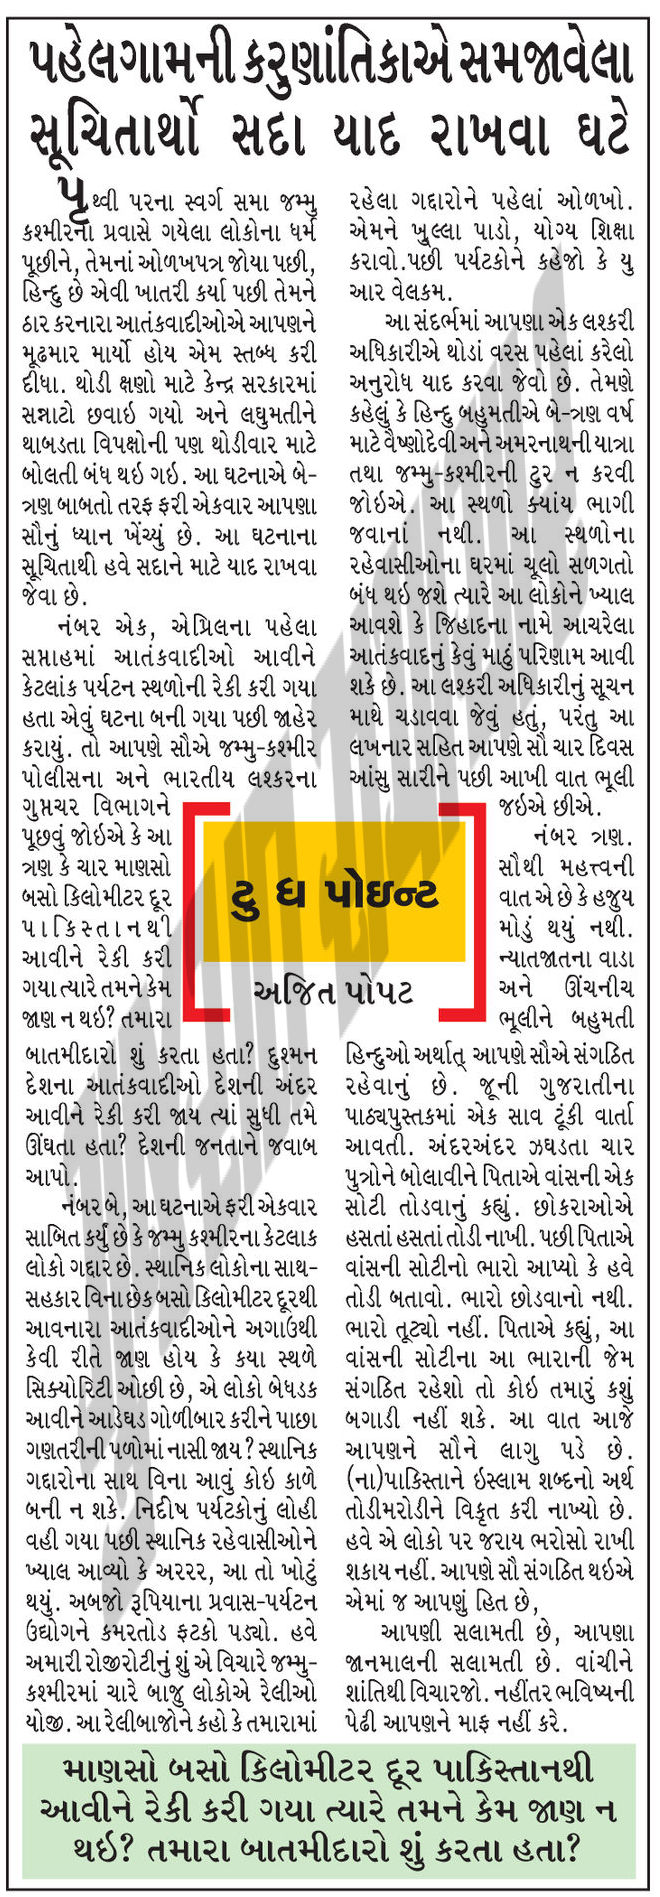 પહેલગામની કરુણાંતિકાએ સમજાવેલા
સૂચિતાર્થો સદા યાદ રાખવા ઘટે
પૃથ્વી પરના સ્વર્ગ સમા જમ્મુ
કશ્મીરના પ્રવાસે ગયેલા લોકોના ધર્મ
પૂછીને, તેમનાં ઓળખપત્ર જોયા પછી,
હિન્દુ છે એવી ખાતરી કર્યા પછી તેમને
ઠાર કરનારા આતંકવાદીઓએ આપણને
મૂઢમાર માર્યો હોય એમ સ્તબ્ધ કરી
દીધા. થોડી ક્ષણો માટે કેન્દ્ર સરકારમાં
સન્નાટો છવાઇ ગયો અને લઘુમતીને
થાબડતા વિપક્ષોની પણ થોડીવાર માટે
બોલતી બંધ થઇ ગઇ. આ ઘટનાએ બે-
ત્રણ બાબતો તરફ ફરી એકવાર આપણા
સૌનું ધ્યાન ખેંચ્યું છે. આ ઘટનાના
સૂચિતાથી હવે સદાને માટે યાદ રાખવા
જેવા છે.
નંબર એક, એપ્રિલના પહેલા
સપ્તાહમાં આતંકવાદીઓ આવીને
કેટલાંક પર્યટન સ્થળોની રેકી કરી ગયા
હતા એવું ઘટના બની ગયા પછી જાહેર
કરાયું. તો આપણે સૌએ જમ્મુ-કશ્મીર
પોલીસના અને ભારતીય લશ્કરના
ગુપ્તચર વિભાગને
પૂછવું જોઇએ કે આ
ત્રણ કે ચાર માણસો
બસો કિલોમીટર દૂર
પાકિસ્તાનથી
આવીને રેકી કરી
ગયા ત્યારે તમને કેમ
જાણ ન થઇ? તમારા
બાતમીદારો શું કરતા હતા? દુશ્મન
દેશના આતંકવાદીઓ દેશની અંદર
આવીને રેકી કરી જાય ત્યાં સુધી તમે
ઊંઘતા હતા? દેશની જનતાને જવાબ
આપો.
નંબર બે, આ ઘટનાએ ફરી એકવાર
સાબિત કર્યું છે કે જમ્મુ કશ્મીરના કેટલાક
લોકો ગદ્દાર છે. સ્થાનિક લોકોના સાથ-
સહકાર વિના છેક બસો કિલોમીટર દૂરથી
આવનારા આતંકવાદીઓને અગાઉથી
કેવી રીતે જાણ હોય કે કયા સ્થળે
સિક્યોરિટી ઓછી છે, એ લોકો બેધડક
આવીને આડેધડ ગોળીબાર કરીને પાછા
ગણતરીની પળોમાં નાસી જાય? સ્થાનિક
ગદ્દારોના સાથ વિના આવું કોઇ કાળે
બની ન શકે. નિર્દોષ પર્યટકોનું લોહી
વહી ગયા પછી સ્થાનિક રહેવાસીઓને
ખ્યાલ આવ્યો કે અરરર, આ તો ખોટું
થયું. અબજો રૂપિયાના પ્રવાસ-પર્યટન
ઉદ્યોગને કમરતોડ ફટકો પડ્યો. હવે
અમારી રોજીરોટીનું શું એ વિચારે જમ્મુ-
કશ્મીરમાં ચારે બાજુ લોકોએ રેલીઓ
યોજી. આ રેલીબાજોને કહો કે તમારામાં
ટુ ધ પોઇન્ટ
અજિત પોપટ
રહેલા ગદ્દારોને પહેલાં ઓળખો.
એમને ખુલ્લા પાડો, યોગ્ય શિક્ષા
કરાવો.પછી પર્યટકોને કહેજો કે યુ
આર વેલકમ.
આ સંદર્ભમાં આપણા એક લશ્કરી
અધિકારીએ થોડાં વરસ પહેલાં કરેલો
અનુરોધ યાદ કરવા જેવો છે. તેમણે
કહેલું કે હિન્દુ બહુમતીએ બે-ત્રણ વર્ષ
માટે વૈષ્ણોદેવી અને અમરનાથની યાત્રા
તથા જમ્મુ-કશ્મીરની ટુર ન કરવી
જોઇએ. આ સ્થળો ક્યાંય ભાગી
જવાનાં નથી. આ સ્થળોના
રહેવાસીઓના ઘરમાં ચૂલો સળગતો
બંધ થઇ જશે ત્યારે આ લોકોને ખ્યાલ
આવશે કે જિહાદના નામે આચરેલા
આતંકવાદનું કેવું માઠું પરિણામ આવી
શકે છે. આ લશ્કરી અધિકારીનું સૂચન
માથે ચડાવવા જેવું હતું, પરંતુ આ
લખનાર સહિત આપણે સૌ ચાર દિવસ
આંસુ સારીને પછી આખી વાત ભૂલી
જઇએ છીએ.
નંબર ત્રણ.
સૌથી મહત્ત્વની
વાત એ છે કે હજુય
મોડું થયું નથી.
ન્યાતજાતના વાડા
અને ઊંચનીચ
ભૂલીને બહુમતી
હિન્દુઓ અર્થાત્ આપણે સૌએ સંગઠિત
રહેવાનું છે. જૂની ગુજરાતીના
પાઠ્યપુસ્તકમાં એક સાવ ટૂંકી વાર્તા
આવતી. અંદરઅંદર ઝઘડતા ચાર
પુત્રોને બોલાવીને પિતાએ વાંસની એક
સોટી તોડવાનું કહ્યું. છોકરાઓએ
હસતાં હસતાં તોડી નાખી. પછી પિતાએ
વાંસની સોટીનો ભારો આપ્યો કે હવે
તોડી બતાવો. ભારો છોડવાનો નથી.
ભારો તૂટ્યો નહીં. પિતાએ કહ્યું, આ
વાંસની સોટીના આ ભારાની જેમ
સંગઠિત રહેશો તો કોઇ તમારું કશું
બગાડી નહીં શકે. આ વાત આજે
આપણને સૌને લાગુ પડે છે.
(ના)પાકિસ્તાને ઇસ્લામ શબ્દનો અર્થ
તોડીમરોડીને વિકૃત કરી નાખ્યો છે.
હવે એ લોકો પર જરાય ભરોસો રાખી
શકાય નહીં. આપણે સૌ સંગઠિત થઇએ
એમાં જ આપણું હિત છે,
આપણી સલામતી છે, આપણા
જાનમાલની સલામતી છે. વાંચીને
શાંતિથી વિચારજો. નહીંતર ભવિષ્યની
પેઢી આપણને માફ નહીં કરે.
માણસો બસો કિલોમીટર દૂર પાકિસ્તાનથી
આવીને રેકી કરી ગયા ત્યારે તમને કેમ જાણ ન
થઇ? તમારા બાતમીદારો શું કરતા હતા?